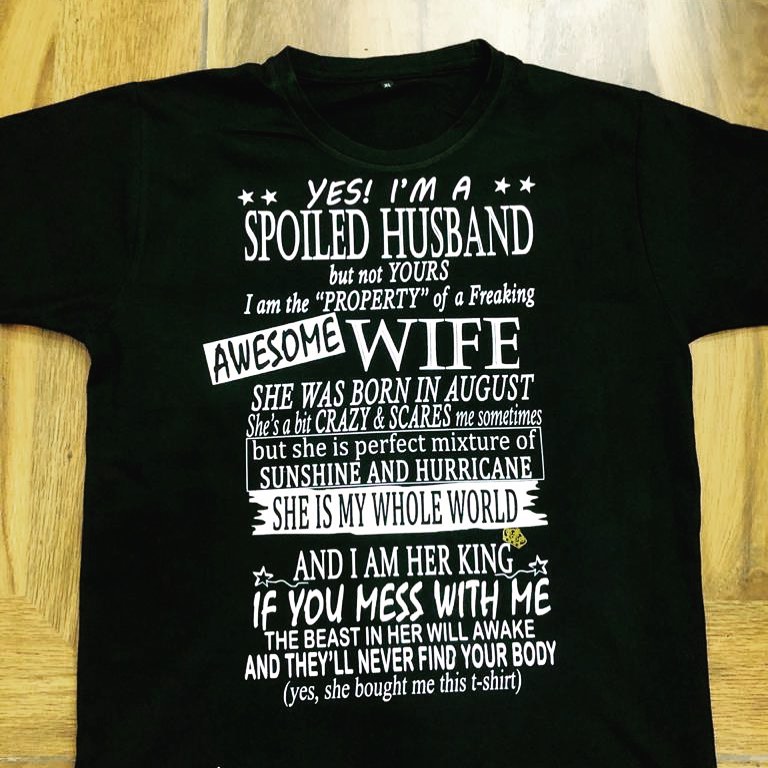 XL
YES! I'M A
SPOILED HUSBAND
but not YOURS
I am the "PROPERTY" of a Freaking
AWESOME WIFE
SHE WAS BORN IN AUGUST
She's a bit CRAZY & SCARES me sometimes
but she is perfect mixture of
SUNSHINE AND HURRICANE
SHE IS MY WHOLE WORLD
AND I AM HER KING
IF YOU MESS WITH ME
THE BEAST IN HER WILL AWAKE
AND THEY'LL NEVER FIND YOUR BODY
(yes, she bought me this t-shirt)